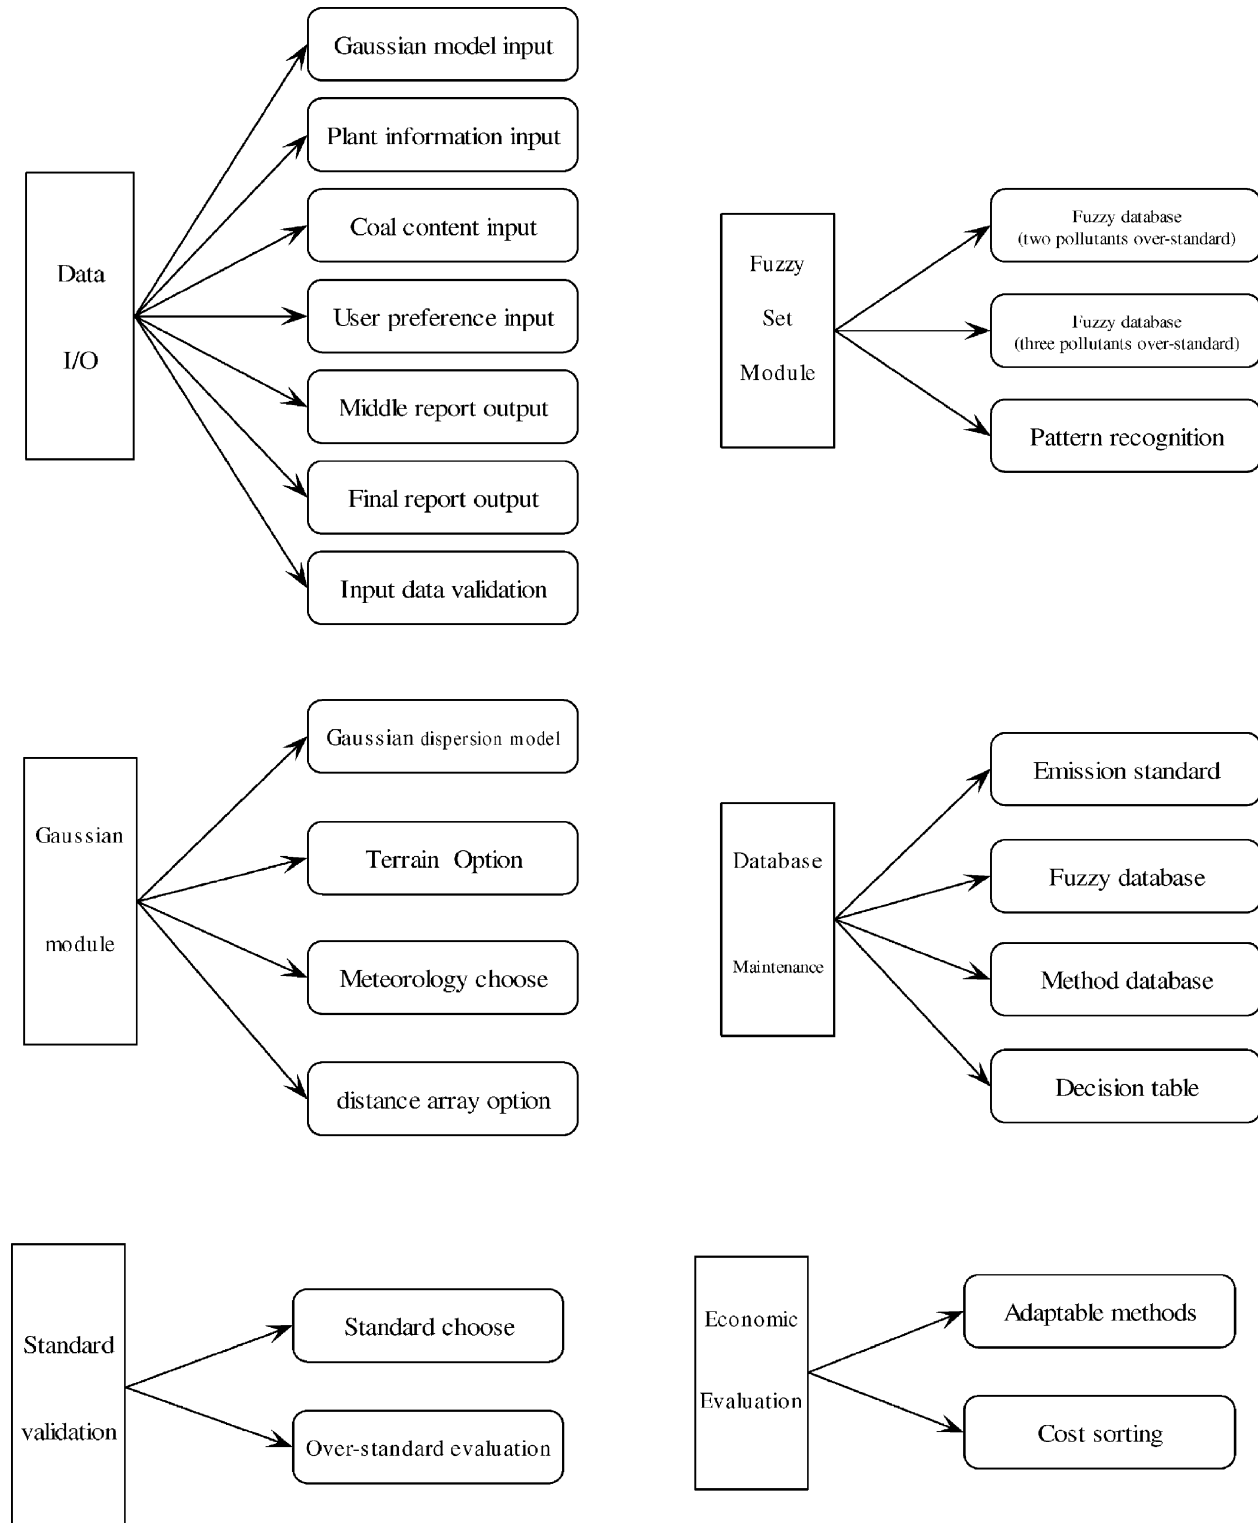 Data
I/O
Gaussian model input
Plant information input
Coal content input
User preference input
Middle report output
Final report output
Input data validation
Fuzzy
Set
Module
Fuzzy database
(two pollutants over-standard)
Fuzzy database
(three pollutants over-standard)
Pattern recognition
Gaussian
module
Gaussian dispersion model
Terrain Option
Meteorology choose
distance array option
Database
Maintenance
Emission standard
Fuzzy database
Method database
Decision table
Standard
validation
Standard choose
Over-standard evaluation
Economic
Evaluation
Adaptable methods
Cost sorting